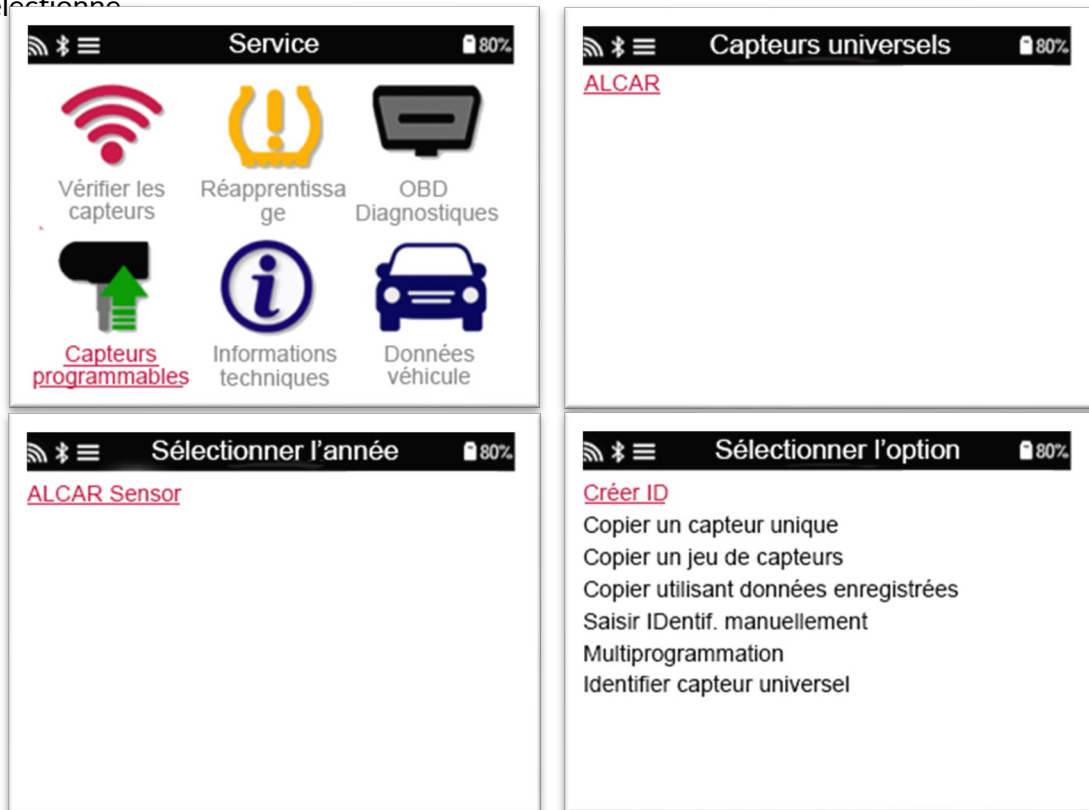 Service
80%
Vérifier les
capteurs
Réapprentissa
ge
OBD
Diagnostiques
Capteurs
programmables
Informations
techniques
Données
véhicule
Capteurs universels
80%
ALCAR
Sélectionner l'année
80%
ALCAR Sensor
Sélectionner l'option
80%
Créer ID
Copier un capteur unique
Copier un jeu de capteurs
Copier utilisant données enregistrées
Saisir IDentif. manuellement
Multiprogrammation
Identifier capteur universel